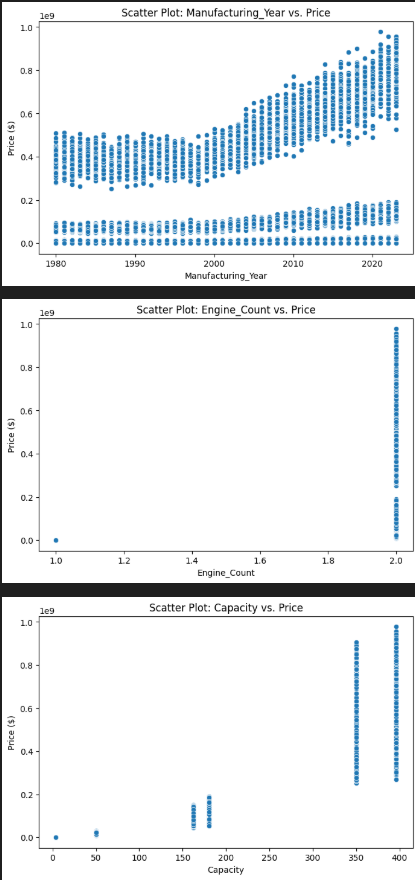 Scatter Plot: Manufacturing_Year vs. Price
1e9
1.0
0.8
0.6
0.4
0.2
0.0
Price ($)
1980 1990 2000 2010 2020
Manufacturing_Year
Scatter Plot: Engine_Count vs. Price
1e9
1.0
0.8
0.6
0.4
0.2
0.0
Price ($)
1.0 1.2 1.4 1.6 1.8 2.0
Engine_Count
Scatter Plot: Capacity vs. Price
1e9
1.0
0.8
0.6
0.4
0.2
0.0
Price ($)
0 50 100 150 200 250 300 350 400
Capacity